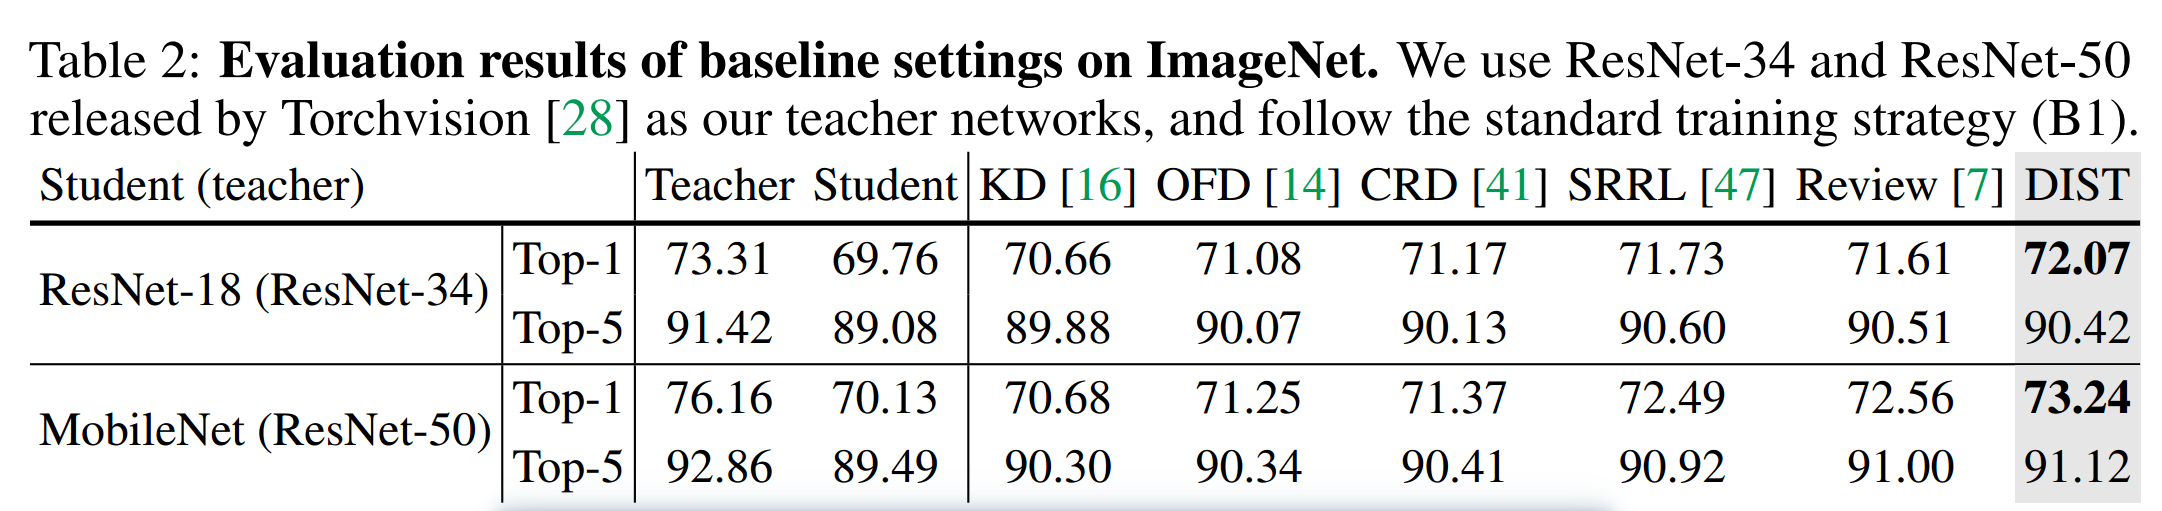 Table 2: Evaluation results of baseline settings on ImageNet. We use ResNet-34 and ResNet-50
released by Torchvision [28] as our teacher networks, and follow the standard training strategy (B1).
Student (teacher) Teacher Student KD [16] OFD [14] CRD [41] SRRL [47] Review [7] DIST
ResNet-18 (ResNet-34) Top-1 73.31 69.76 70.66 71.08 71.17 71.73 71.61 72.07
Top-5 91.42 89.08 89.88 90.07 90.13 90.60 90.51 90.42
MobileNet (ResNet-50) Top-1 76.16 70.13 70.68 71.25 71.37 72.49 72.56 73.24
Top-5 92.86 89.49 90.30 90.34 90.41 90.92 91.00 91.12